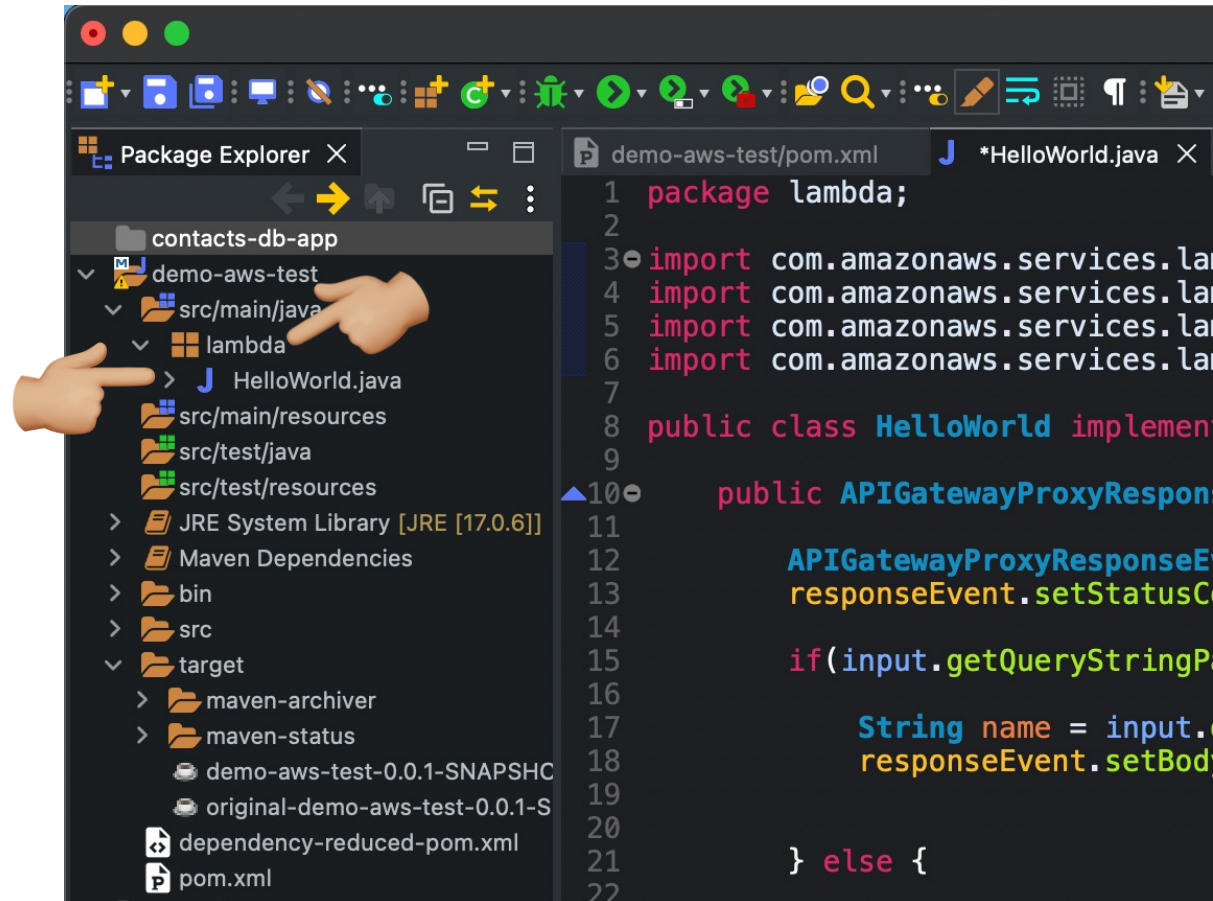 Package Explorer
contacts-db-app
demo-aws-test
src/main/java
lambda
HelloWorld.java
src/main/resources
src/test/java
src/test/resources
JRE System Library [JRE [17.0.6]]
Maven Dependencies
bin
src
target
maven-archiver
maven-status
demo-aws-test-0.0.1-SNAPSHO
original-demo-aws-test-0.0.1-S
dependency-reduced-pom.xml
pom.xml
demo-aws-test/pom.xml
*HelloWorld.java
1 package lambda;
2
3 import com.amazonaws.services.la
4 import com.amazonaws.services.la
5 import com.amazonaws.services.la
6 import com.amazonaws.services.la
7
8 public class HelloWorld implemen
9
10 public APIGatewayProxyRespon
11
12 APIGatewayProxyResponseE
13 responseEvent.setStatusC
14
15 if(input.getQueryStringP
16
17 String name = input.
18 responseEvent.setBod
19
20
21 } else {
22